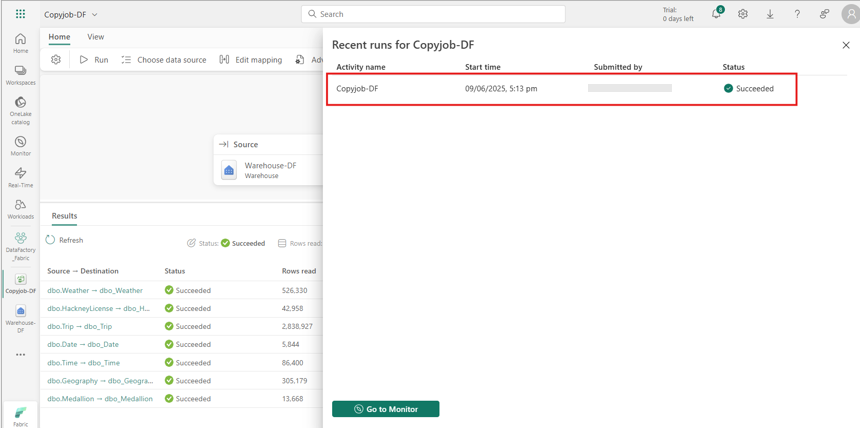 Copyjob-DF
Search
Trial:
0 days left
8
Home
Workspaces
OneLake
catalog
Monitor
Real-Time
Workloads
DataFactory
_Fabric
Copyjob-DF
Warehouse-
DF
Fabric
Home View
Run Choose data source Edit mapping Adv
Source
Warehouse-DF
Warehouse
Results
Refresh
Status: Succeeded Rows read:
Source → Destination Status Rows read
dbo.Weather → dbo_Weather Succeeded 526,330
dbo.HackneyLicense → dbo_H... Succeeded 42,958
dbo.Trip → dbo_Trip Succeeded 2,838,927
dbo.Date → dbo_Date Succeeded 5,844
dbo.Time → dbo_Time Succeeded 86,400
dbo.Geography → dbo_Geogra... Succeeded 305,179
dbo.Medallion → dbo_Medallion Succeeded 13,668
Recent runs for Copyjob-DF
Activity name Start time Submitted by Status
Copyjob-DF 09/06/2025, 5:13 pm Succeeded
Go to Monitor